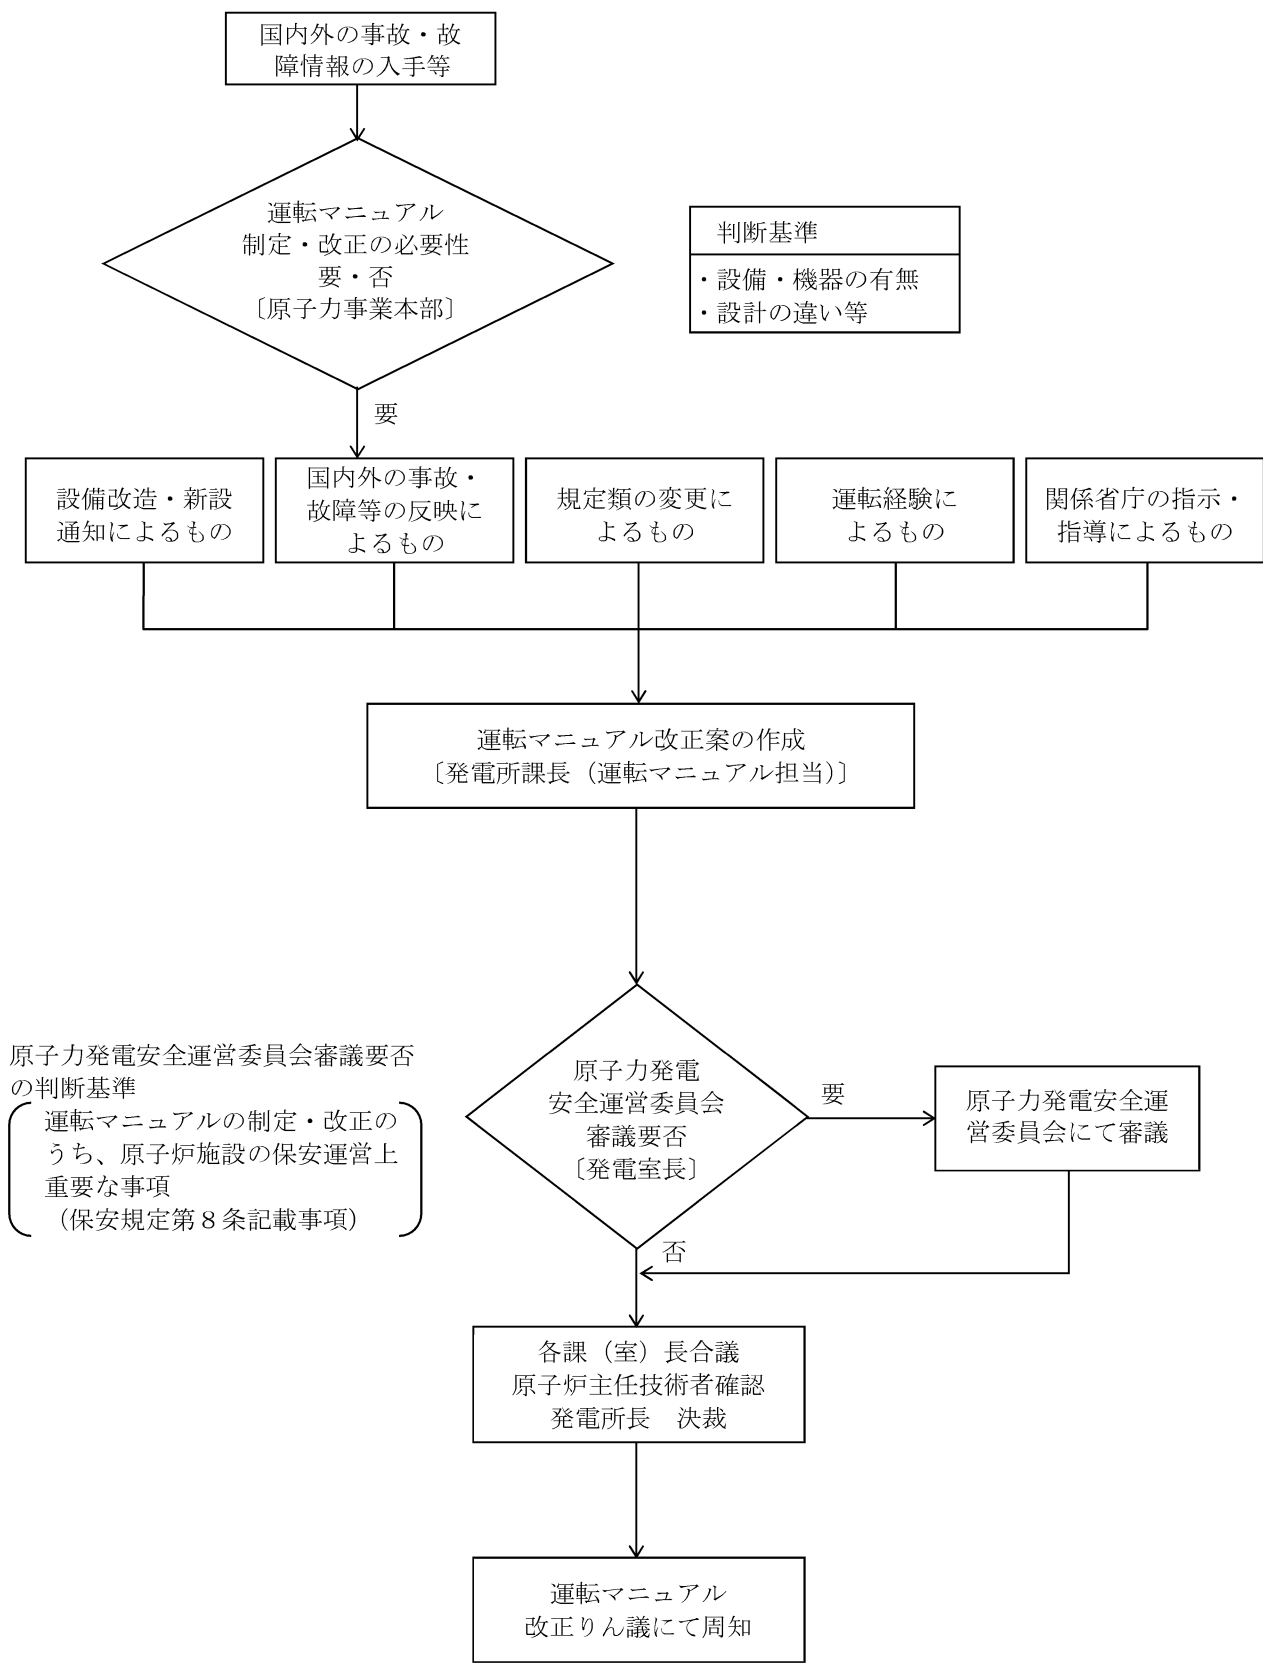 国内外の事故・故
障情報の入手等
運転マニュアル
制定・改正の必要性
要・否
〔原子力事業本部〕
判断基準
・設備・機器の有無
・設計の違い等
要
設備改造・新設
通知によるもの
国内外の事故・
故障等の反映に
よるもの
規定類の変更に
よるもの
運転経験に
よるもの
関係省庁の指示・
指導によるもの
運転マニュアル改正案の作成
〔発電所課長（運転マニュアル担当）〕
原子力発電安全運営委員会審議要否
の判断基準
運転マニュアルの制定・改正の
うち、原子炉施設の保安運営上
重要な事項
（保安規定第８条記載事項）
原子力発電
安全運営委員会
審議要否
〔発電室長〕
要
原子力発電安全運
営委員会にて審議
否
各課（室）長合議
原子炉主任技術者確認
発電所長　決裁
運転マニュアル
改正りん議にて周知